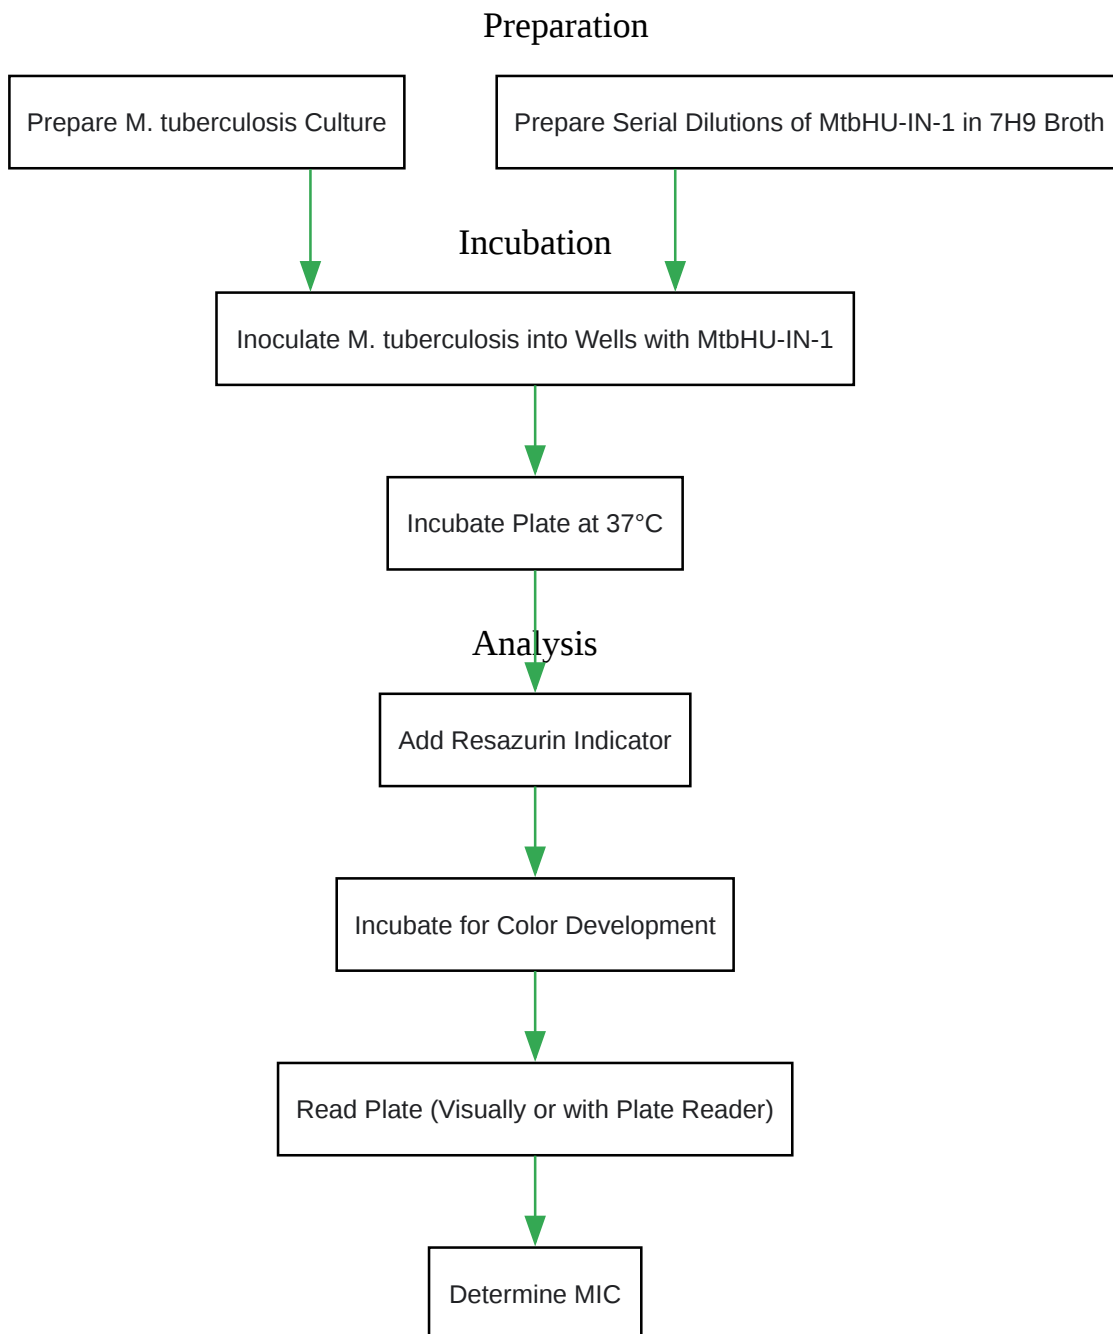 Preparation
Prepare M. tuberculosis Culture
Prepare Serial Dilutions of MtbHU-IN-1 in 7H9 Broth
Incubation
Inoculate M. tuberculosis into Wells with MtbHU-IN-1
Incubate Plate at 37°C
Analysis
Add Resazurin Indicator
Incubate for Color Development
Read Plate (Visually or with Plate Reader)
Determine MIC